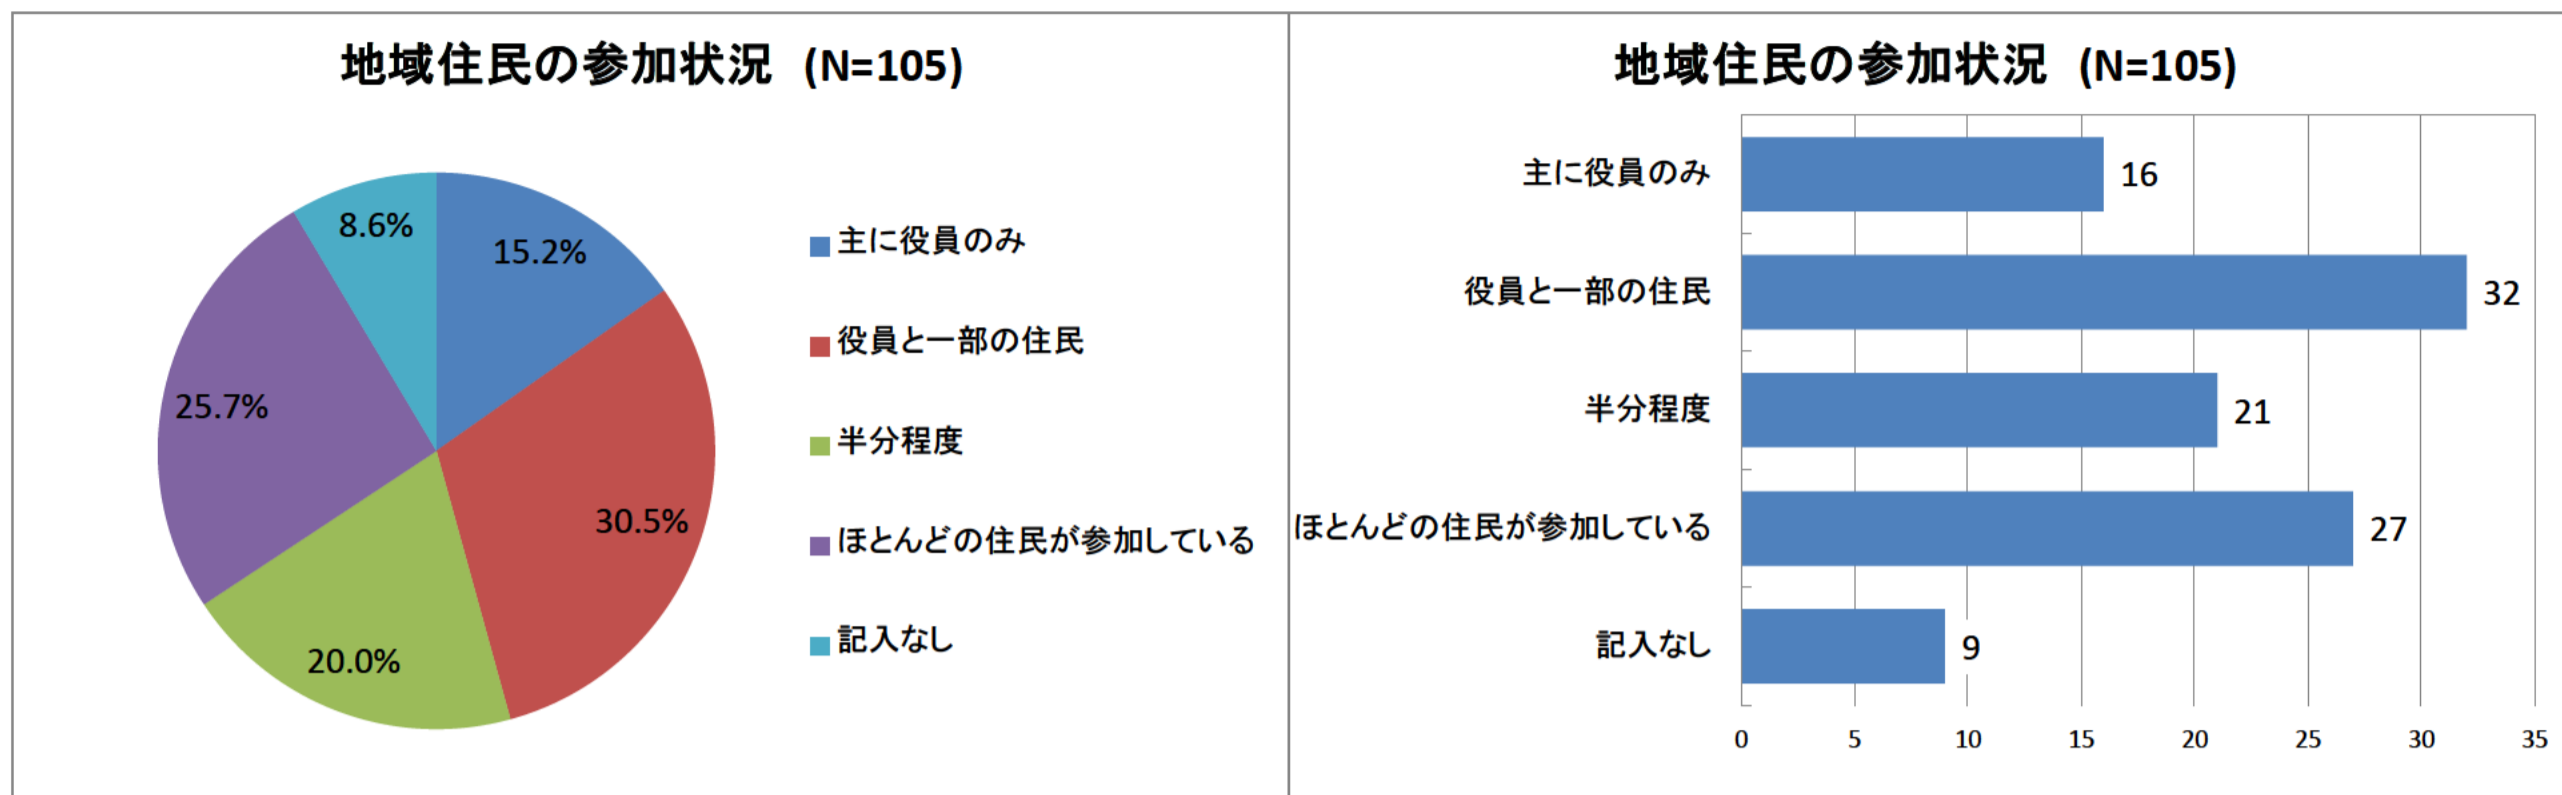 地域住民の参加状況 (N=105)
8.6%
15.2%
25.7%
30.5%
20.0%
主に役員のみ
役員と一部の住民
半分程度
ほとんどの住民が参加している
記入なし
地域住民の参加状況 (N=105)
主に役員のみ 16
役員と一部の住民 32
半分程度 21
ほとんどの住民が参加している 27
記入なし 9
0 5 10 15 20 25 30 35